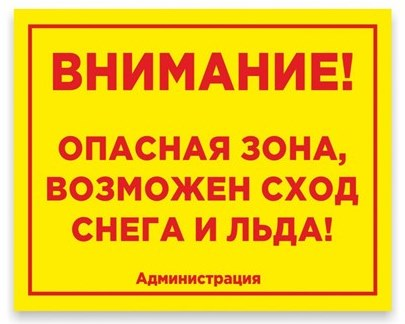 ВНИМАНИЕ!
ОПАСНАЯ ЗОНА,
ВОЗМОЖЕН СХОД
СНЕГА И ЛЬДА!
Администрация